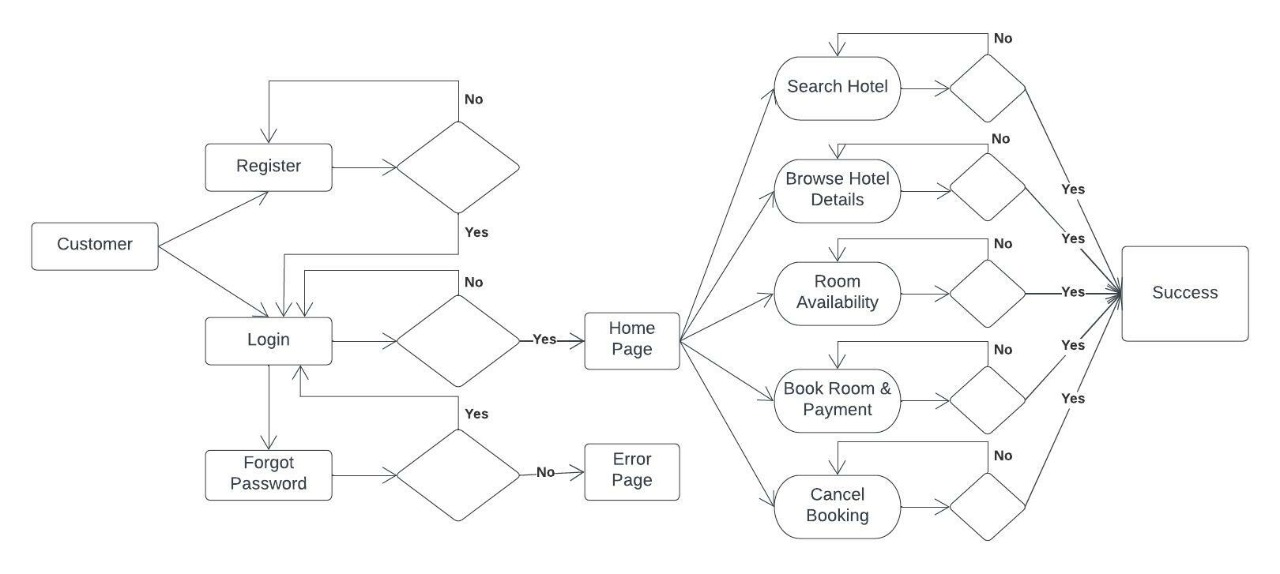 Customer
Register
No
Yes
Login
No
Yes
Forgot
Password
Yes
No
Home
Page
Error
Page
Search Hotel
No
Yes
Browse Hotel
Details
No
Yes
Room
Availability
No
Yes
Book Room &
Payment
No
Yes
Cancel
Booking
No
Yes
Success